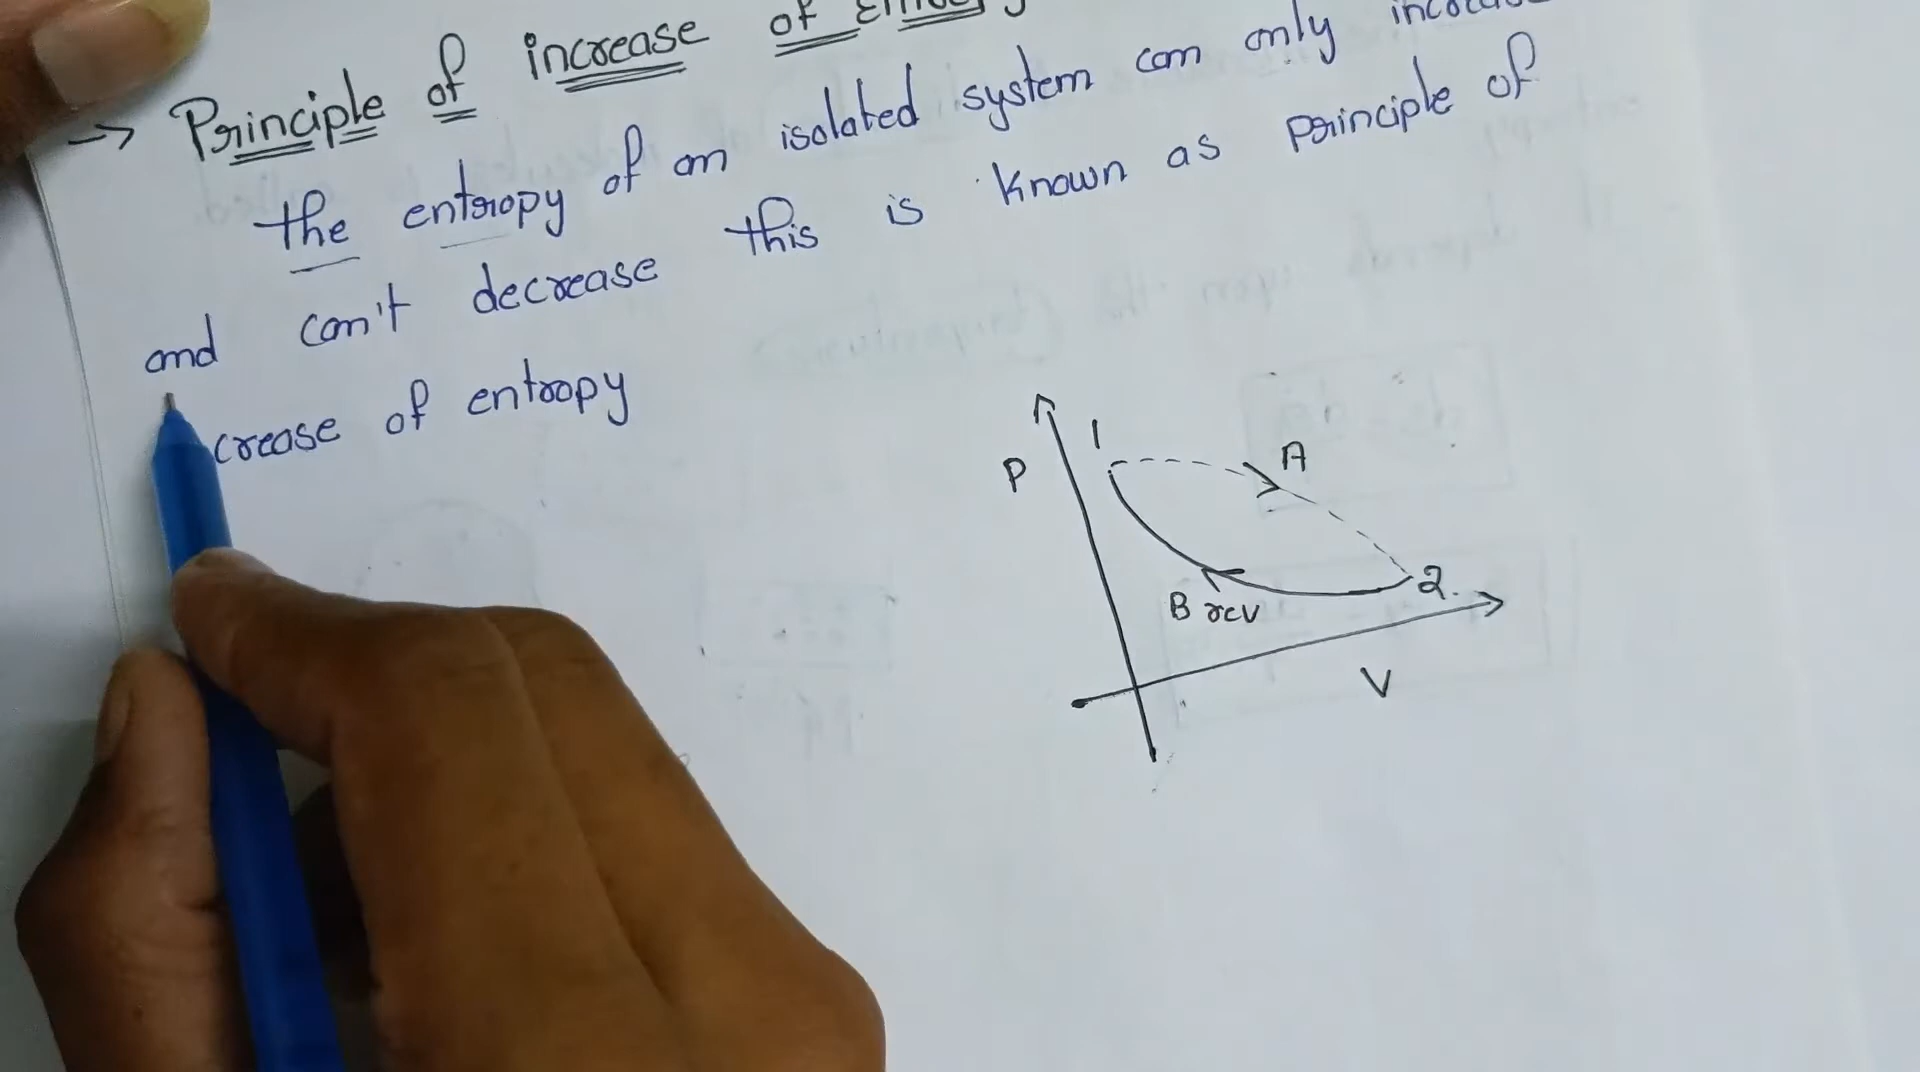 → Principle of increase of
the entropy of an isolated system can only
and can't decrease this is known as principle of
crease of entropy
1
A
P
B rev
2
V